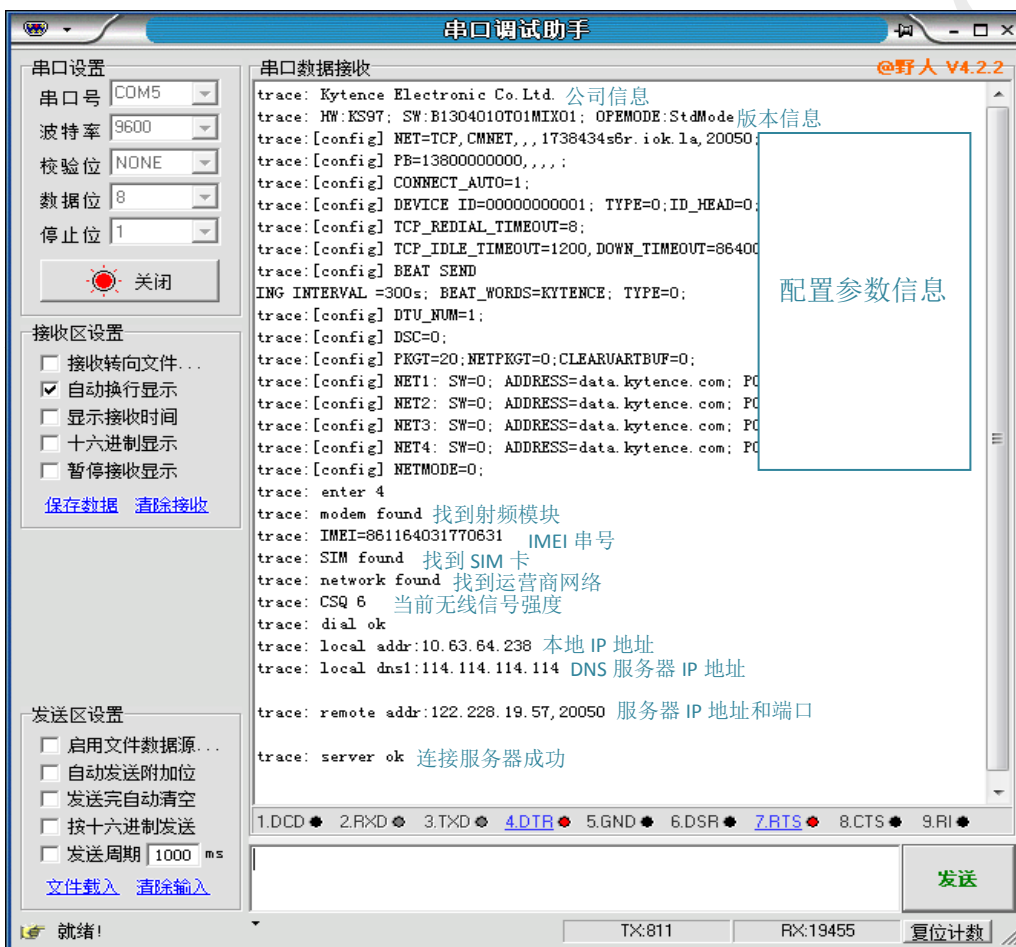 串口调试助手
串口设置
串口号 COM5
波特率 9600
校验位 NONE
数据位 8
停止位 1
关闭
接收区设置
接收转向文件...
自动换行显示
显示接收时间
十六进制显示
暂停接收显示
保存数据 清除接收
发送区设置
启用文件数据源...
自动发送附加位
发送完自动清空
按十六进制发送
发送周期 1000 ms
文件载入 清除输入
串口数据接收 @野人 V4.2.2
trace: Kytence Electronic Co.Ltd. 公司信息
trace: HW:KS97; SW:B1304010T01MIX01; OPEMODE:StdMode 版本信息
trace:[config] NET=TCP,CMNET,,,1738434s6r.iok.la,20050;
trace:[config] PB=13800000000,,,,;
trace:[config] CONNECT_AUTO=1;
trace:[config] DEVICE ID=00000000001; TYPE=0;ID_HEAD=0;
trace:[config] TCP_REDIAL_TIMEOUT=8;
trace:[config] TCP_IDLE_TIMEOUT=1200,DOWN_TIMEOUT=86400
trace:[config] BEAT SEND
ING INTERVAL =300s; BEAT_WORDS=KYTENCE; TYPE=0;
trace:[config] DTU_NUM=1;
trace:[config] DSC=0;
trace:[config] PKGT=20;NETPKGT=0;CLEARUARTBUF=0;
trace:[config] NET1: SW=0; ADDRESS=data.kytence.com; PO
trace:[config] NET2: SW=0; ADDRESS=data.kytence.com; PO
trace:[config] NET3: SW=0; ADDRESS=data.kytence.com; PO
trace:[config] NET4: SW=0; ADDRESS=data.kytence.com; PO
trace:[config] NETMODE=0;
配置参数信息
trace: enter 4
trace: modem found 找到射频模块
trace: IMEI=861164031770631 IMEI 串号
trace: SIM found 找到 SIM 卡
trace: network found 找到运营商网络
trace: CSQ 6 当前无线信号强度
trace: dial ok
trace: local addr:10.63.64.238 本地 IP 地址
trace: local dns1:114.114.114.114 DNS 服务器 IP 地址
trace: remote addr:122.228.19.57,20050 服务器 IP 地址和端口
trace: server ok 连接服务器成功
1.DCD 2.RXD 3.TXD 4.DTR 5.GND 6.DSR 7.RTS 8.CTS 9.RI
发送
就绪! TX:811 RX:19455 复位计数